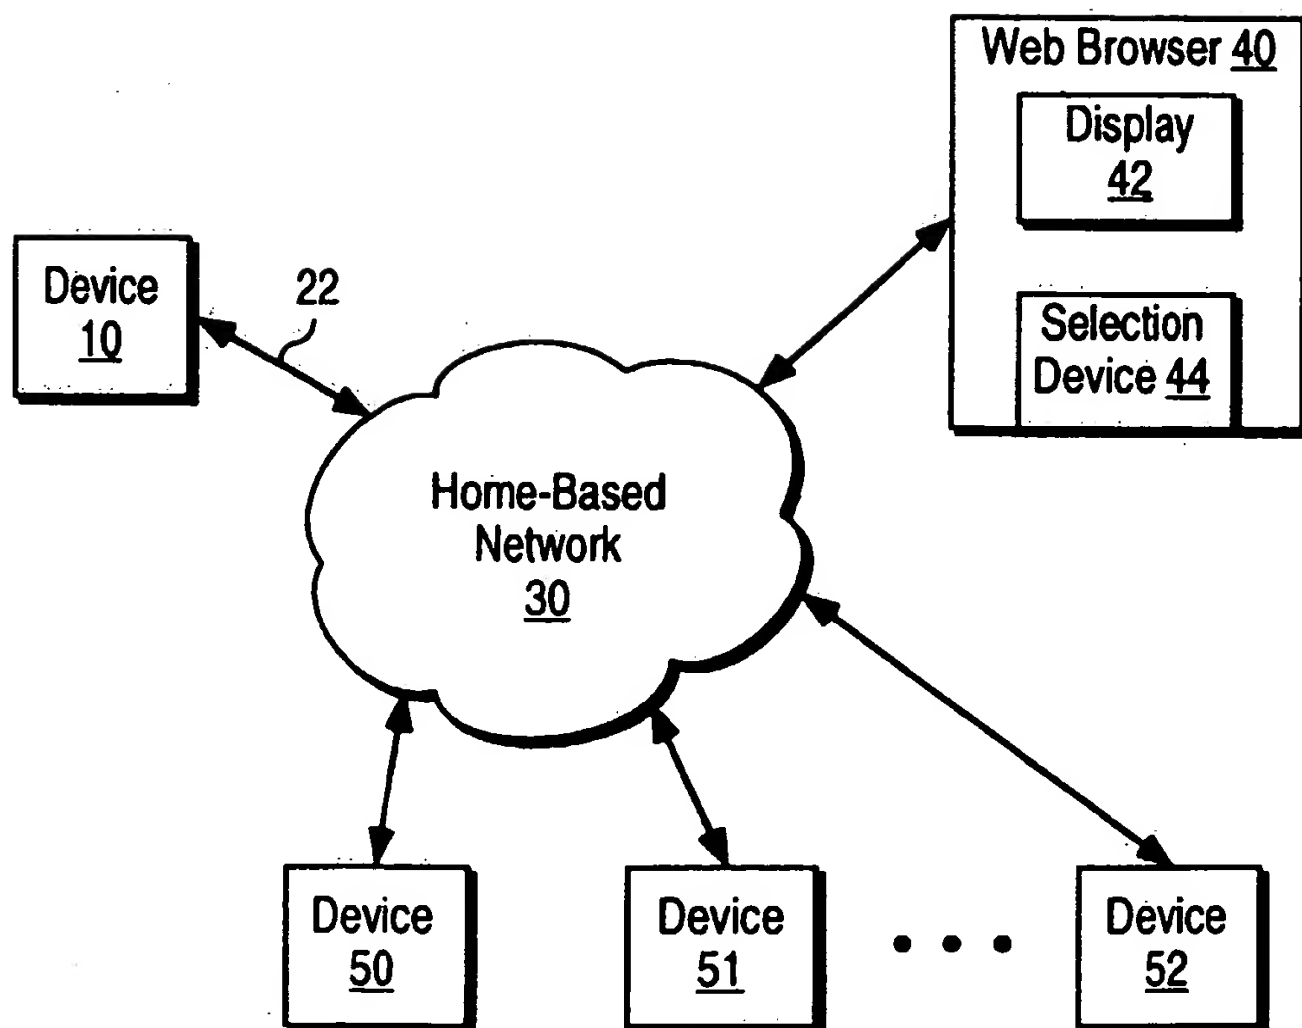 Web Browser 40
Display
42
Selection
Device 44
Device
10
22
Home-Based
Network
30
Device
50
Device
51
Device
52